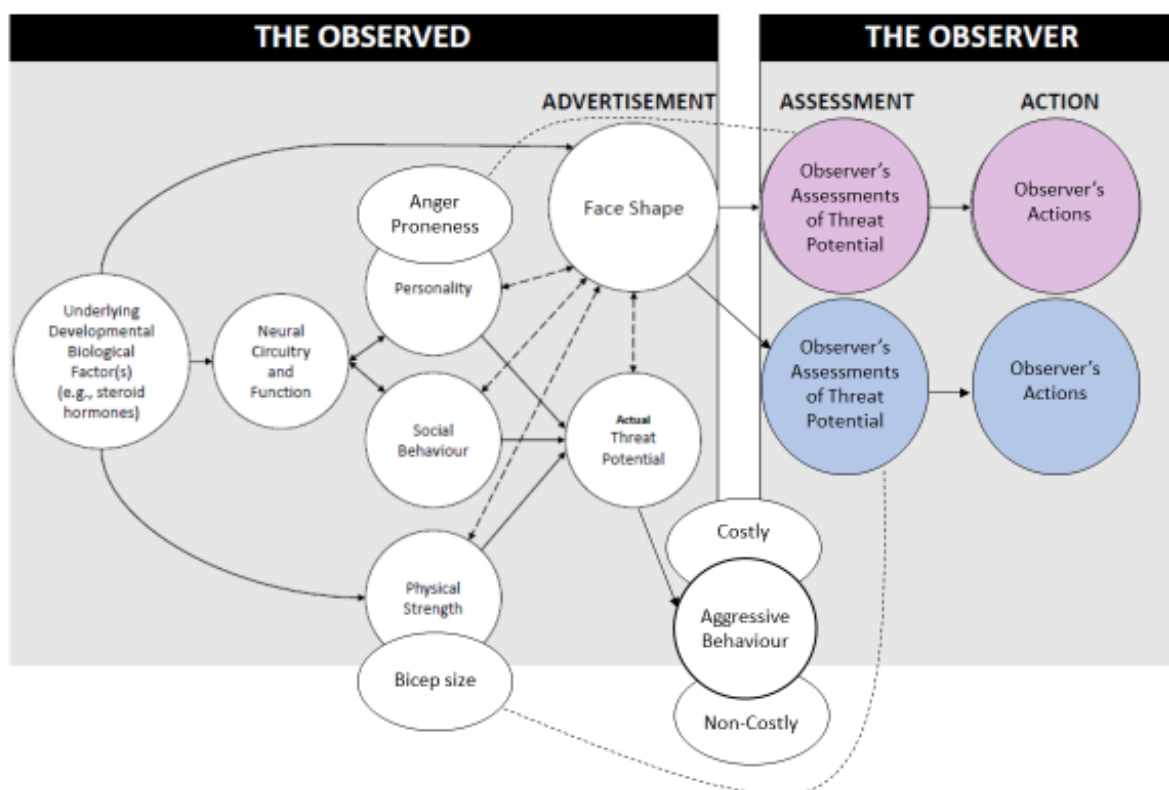 THE OBSERVED
THE OBSERVER
ADVERTISEMENT
ASSESSMENT
ACTION
Anger
Proneness
Personality
Face Shape
Observer's
Assessments
of Threat
Potential
Observer's
Actions
Underlying
Developmental
Biological
Factor(s)
(e.g., steroid
hormones)
Neural
Circuitry
and
Function
Social
Behaviour
Actual
Threat
Potential
Observer's
Assessments
of Threat
Potential
Observer's
Actions
Physical
Strength
Bicep size
Costly
Aggressive
Behaviour
Non-Costly